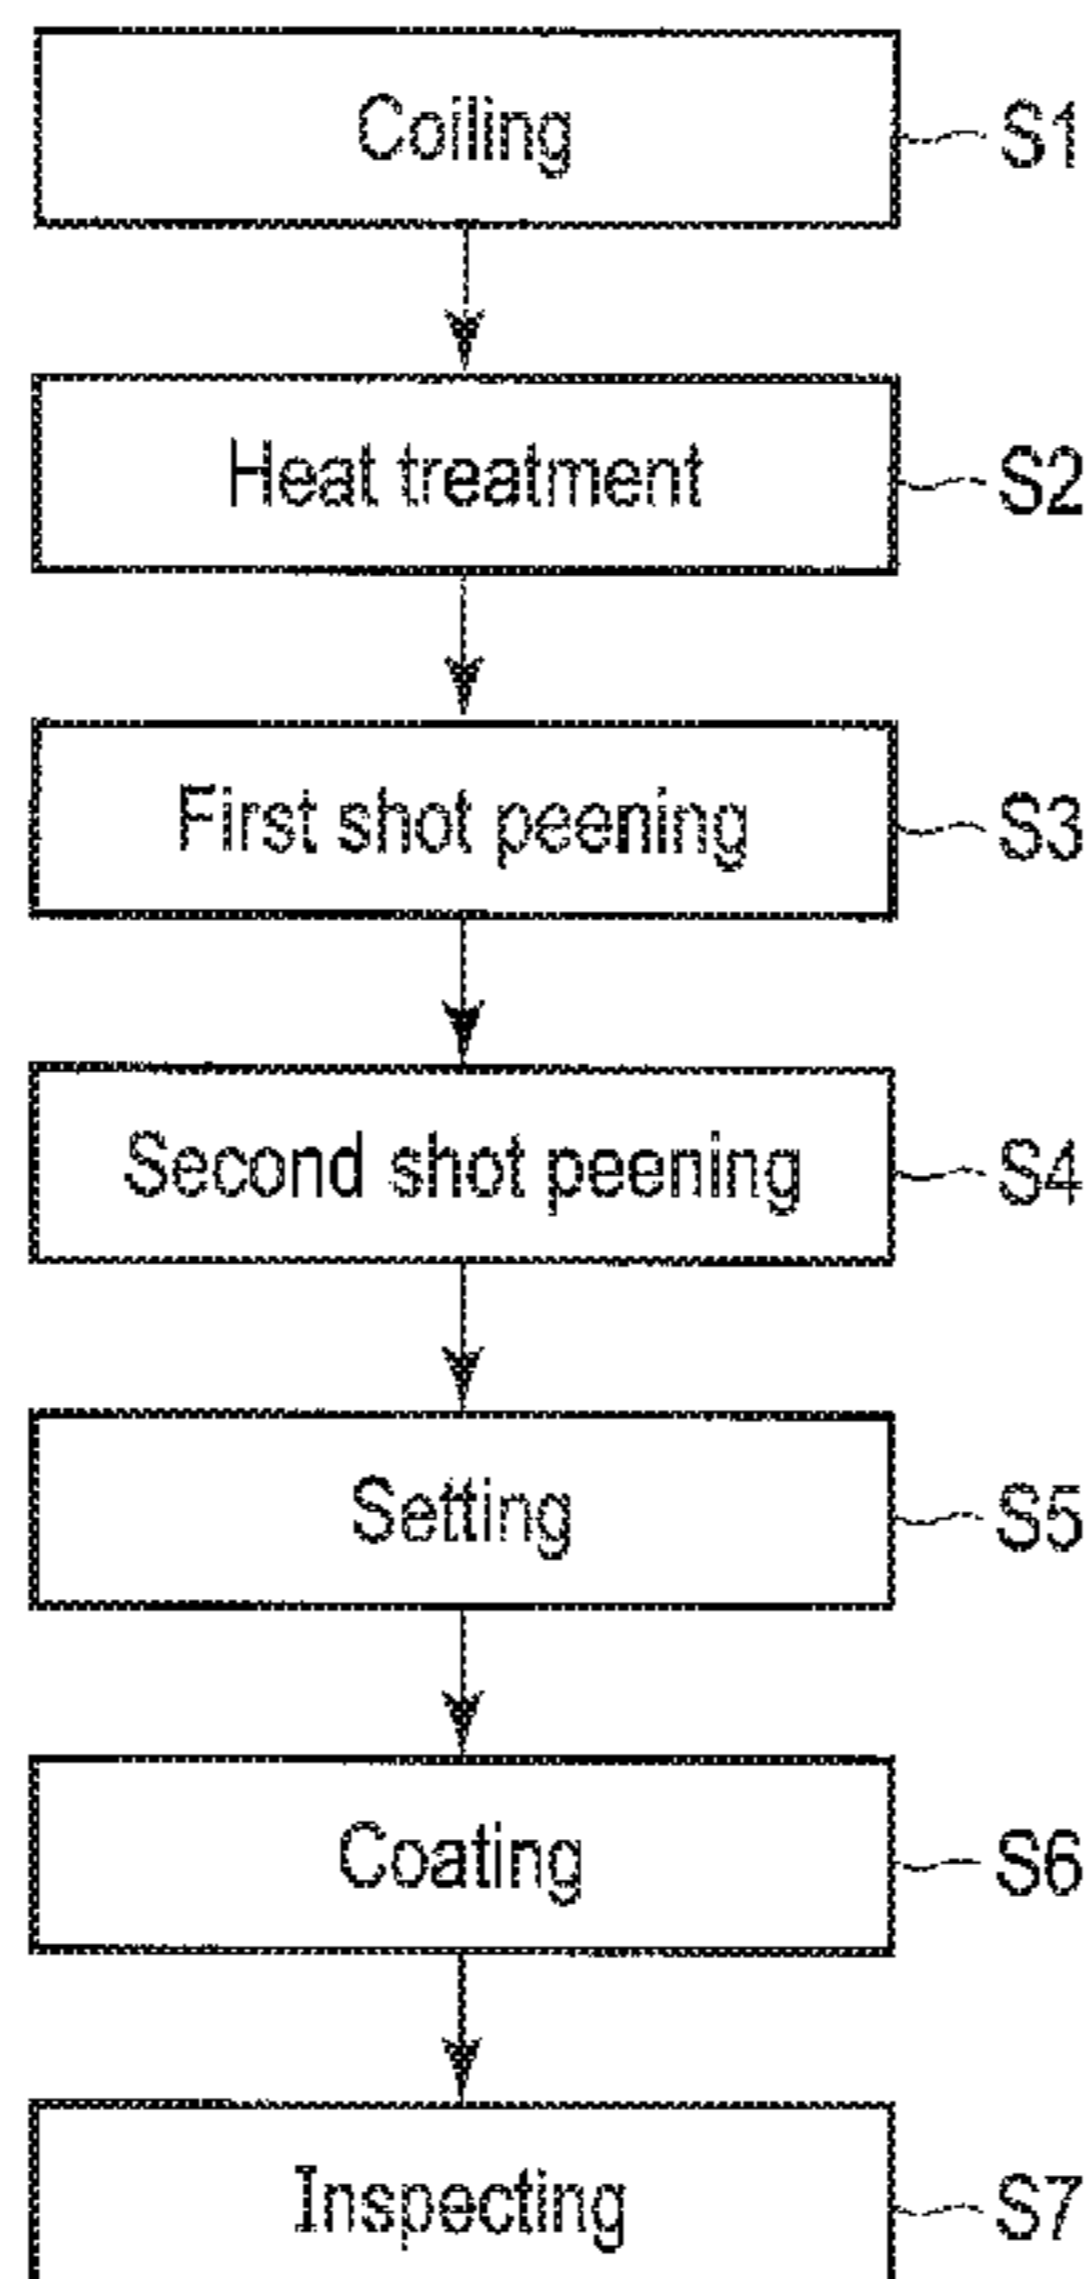 Coiling S1
Heat treatment S2
First shot peening S3
Second shot peening S4
Setting S5
Coating S6
Inspecting S7